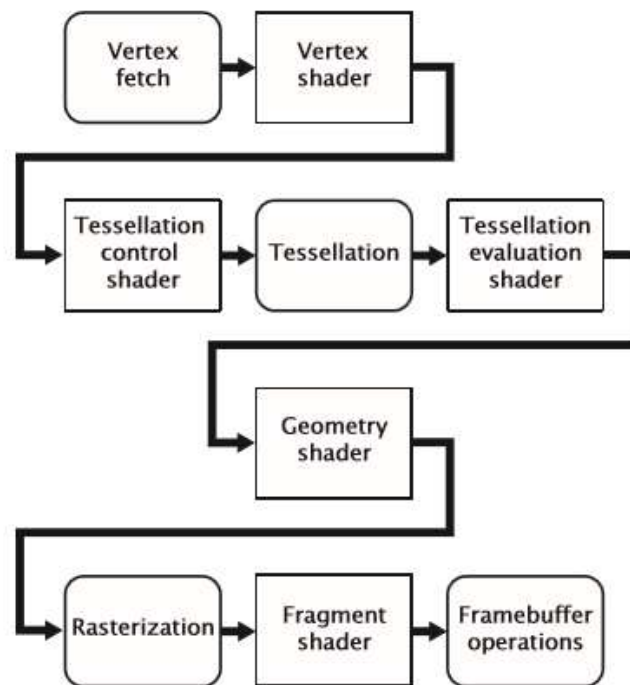 Vertex
fetch
Vertex
shader
Tessellation
control
shader
Tessellation
Tessellation
evaluation
shader
Geometry
shader
Rasterization
Fragment
shader
Framebuffer
operations